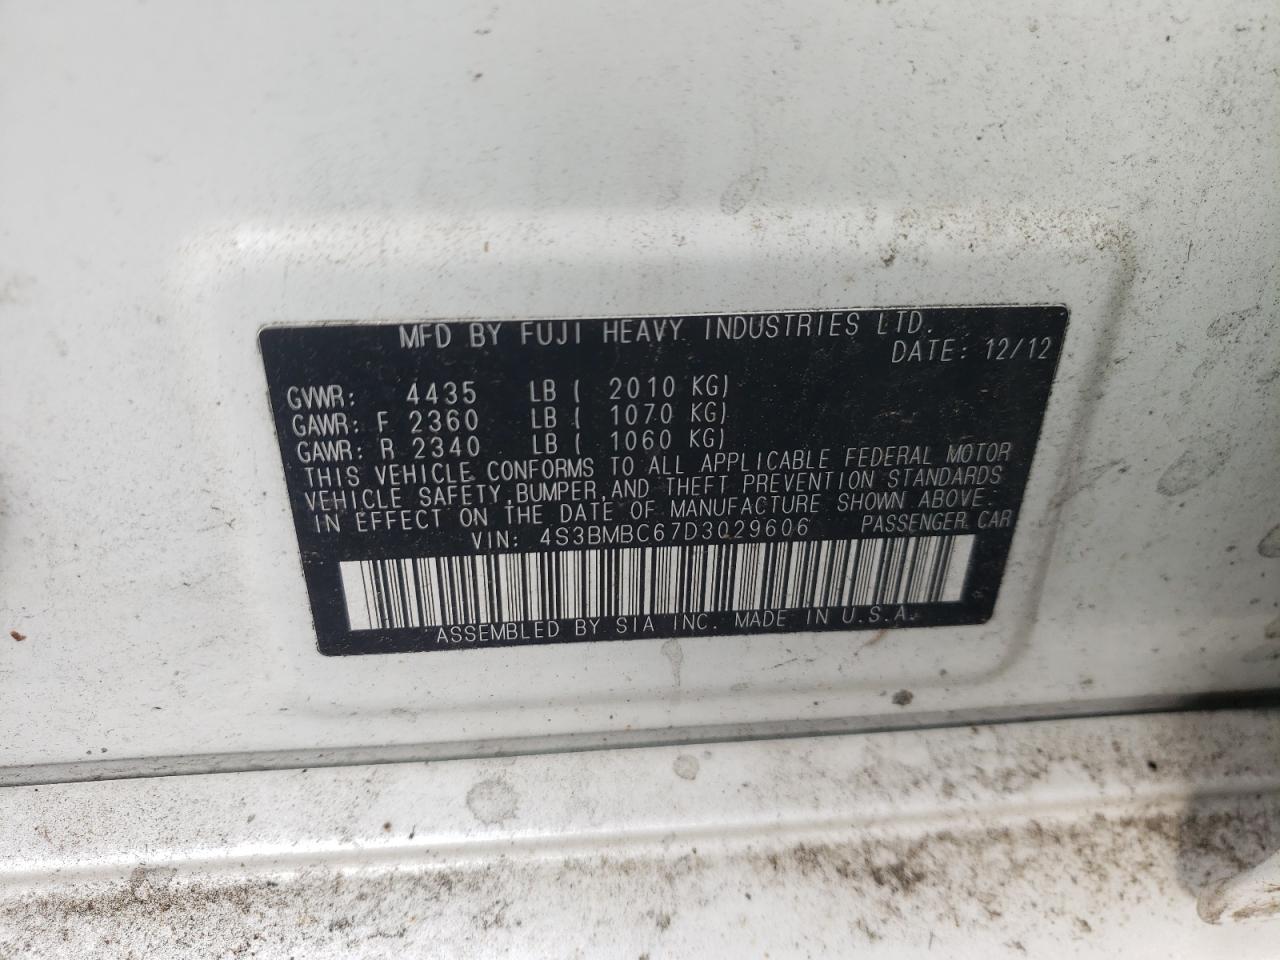 MFD BY FUJI HEAVY INDUSTRIES LTD.
DATE: 12/12
GVWR: 4435 LB ( 2010 KG)
GAWR: F 2360 LB ( 1070 KG)
GAWR: R 2340 LB ( 1060 KG)
THIS VEHICLE CONFORMS TO ALL APPLICABLE FEDERAL MOTOR
VEHICLE SAFETY, BUMPER, AND THEFT PREVENTION STANDARDS
IN EFFECT ON THE DATE OF MANUFACTURE SHOWN ABOVE.
VIN: 4S3BMBC67D3029606 PASSENGER CAR
ASSEMBLED BY SIA INC. MADE IN U.S.A.